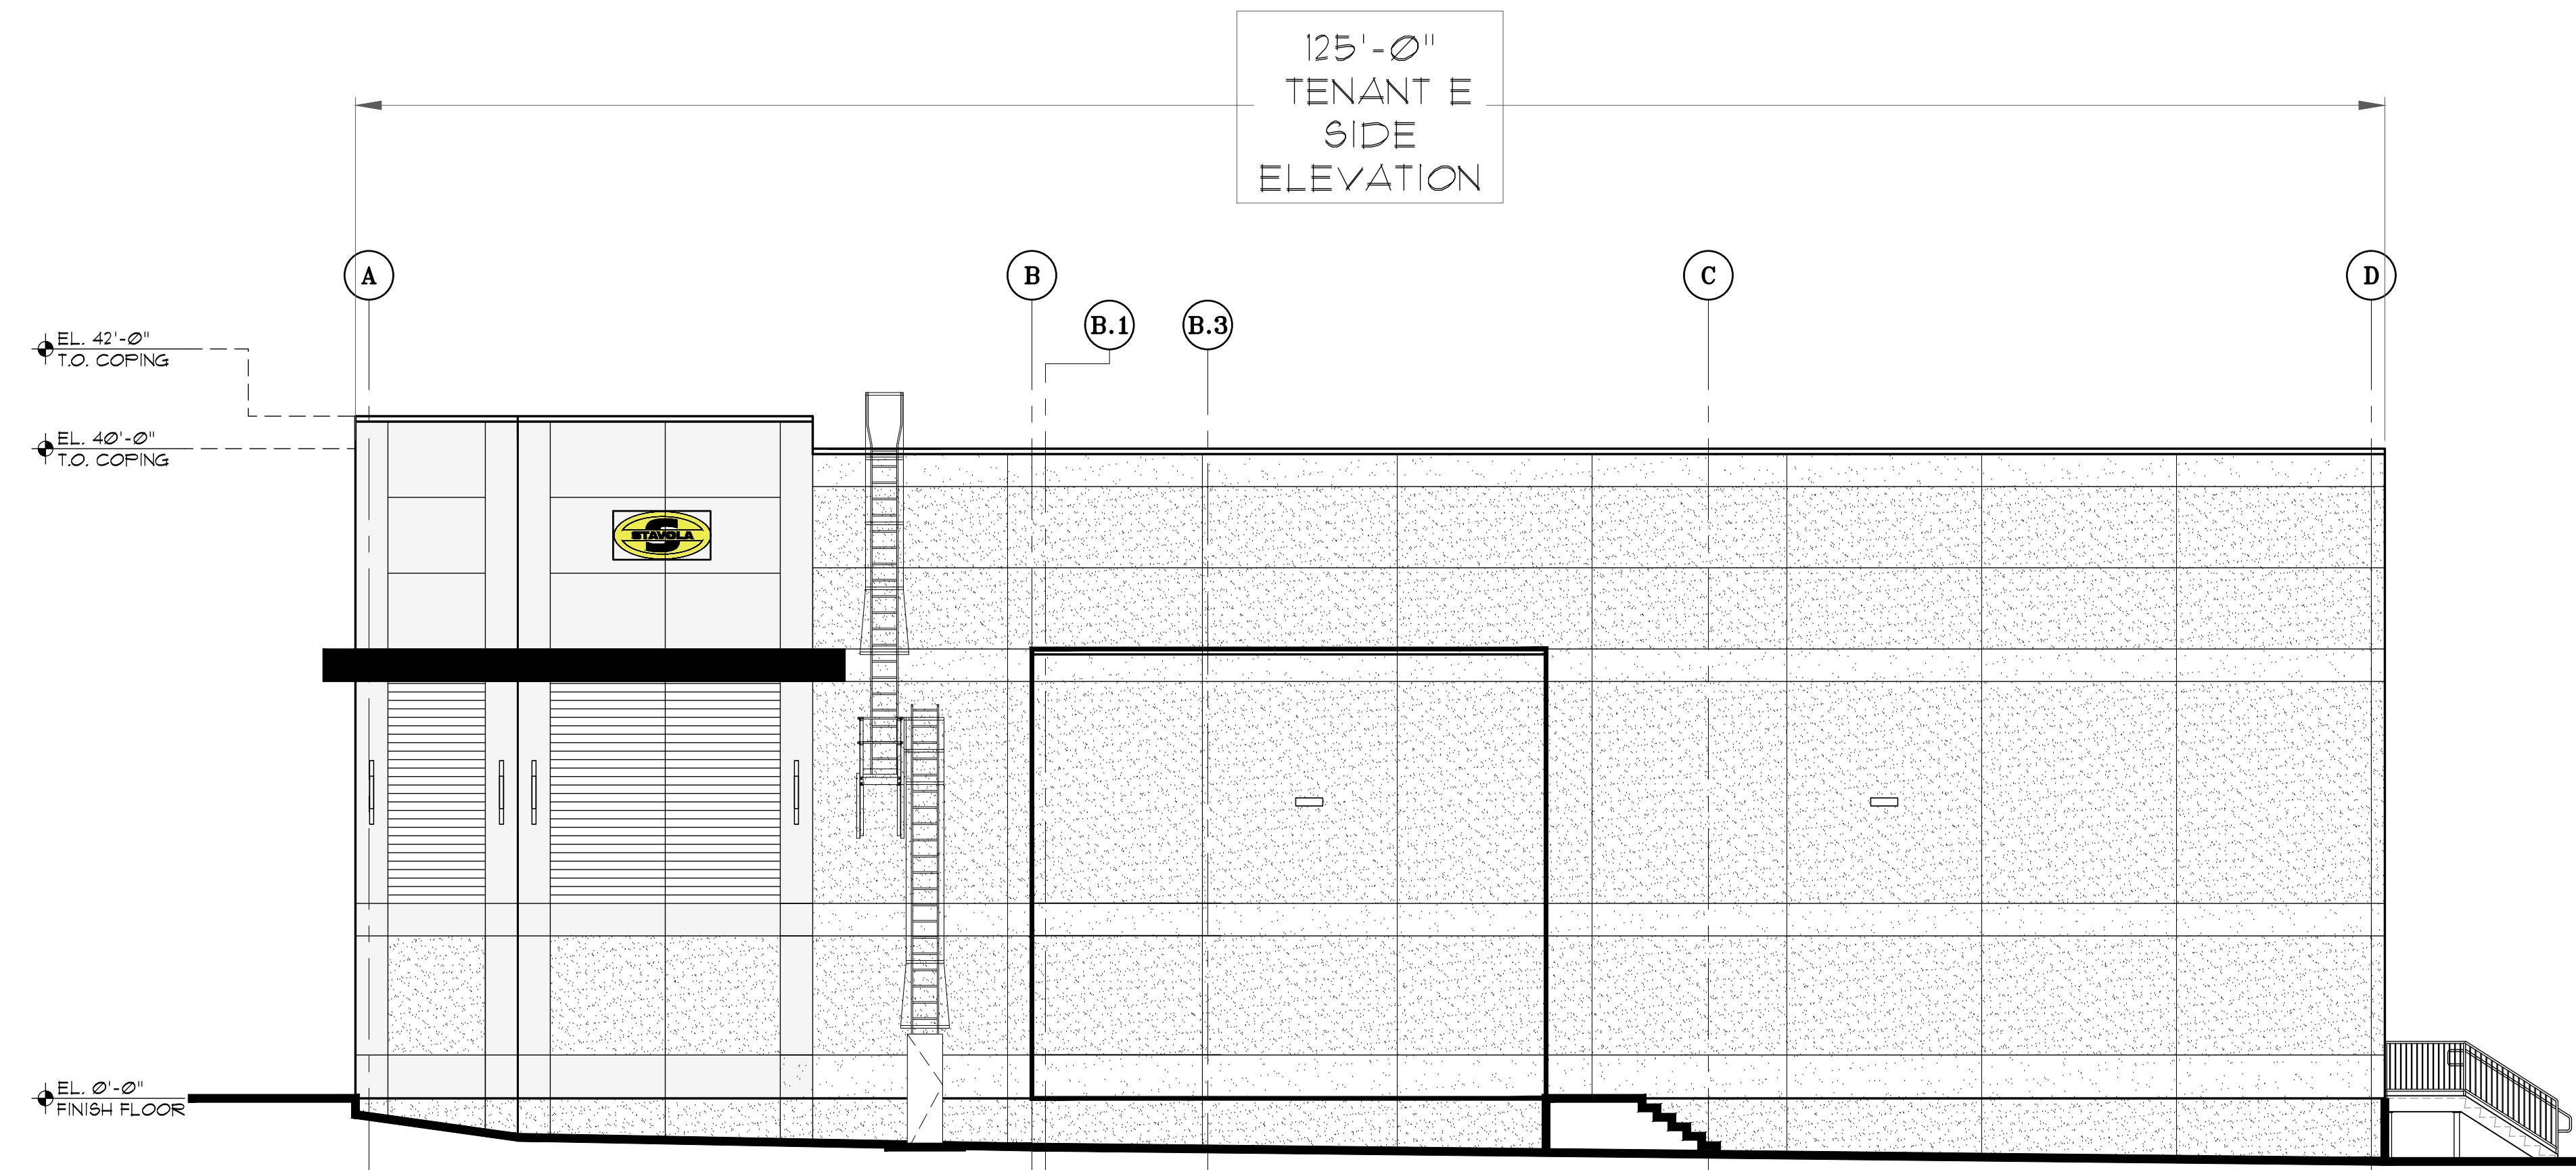 125'-0"
TENANT E
SIDE
ELEVATION
A
B
C
D
B.1
B.3
EL. 42'-0"
T.O. COPING
EL. 40'-0"
T.O. COPING
S
STAVOLA
EL. 0'-0"
FINISH FLOOR